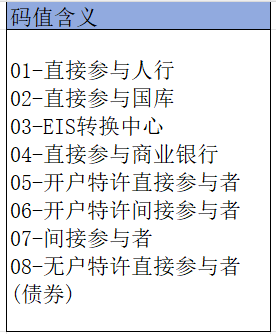 码值含义
01-直接参与人行
02-直接参与国库
03-EIS转换中心
04-直接参与商业银行
05-开户特许直接参与者
06-开户特许间接参与者
07-间接参与者
08-无户特许直接参与者
(债券)